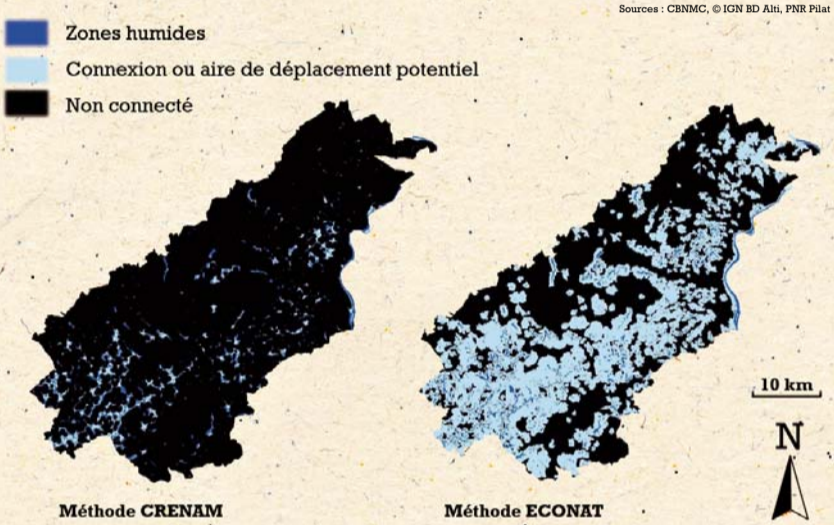 Sources : CBNMC, © IGN BD Alti, PNR Pilat
Zones humides
Connexion ou aire de déplacement potentiel
Non connecté
10 km
N
Méthode CRENAM
Méthode ECONAT